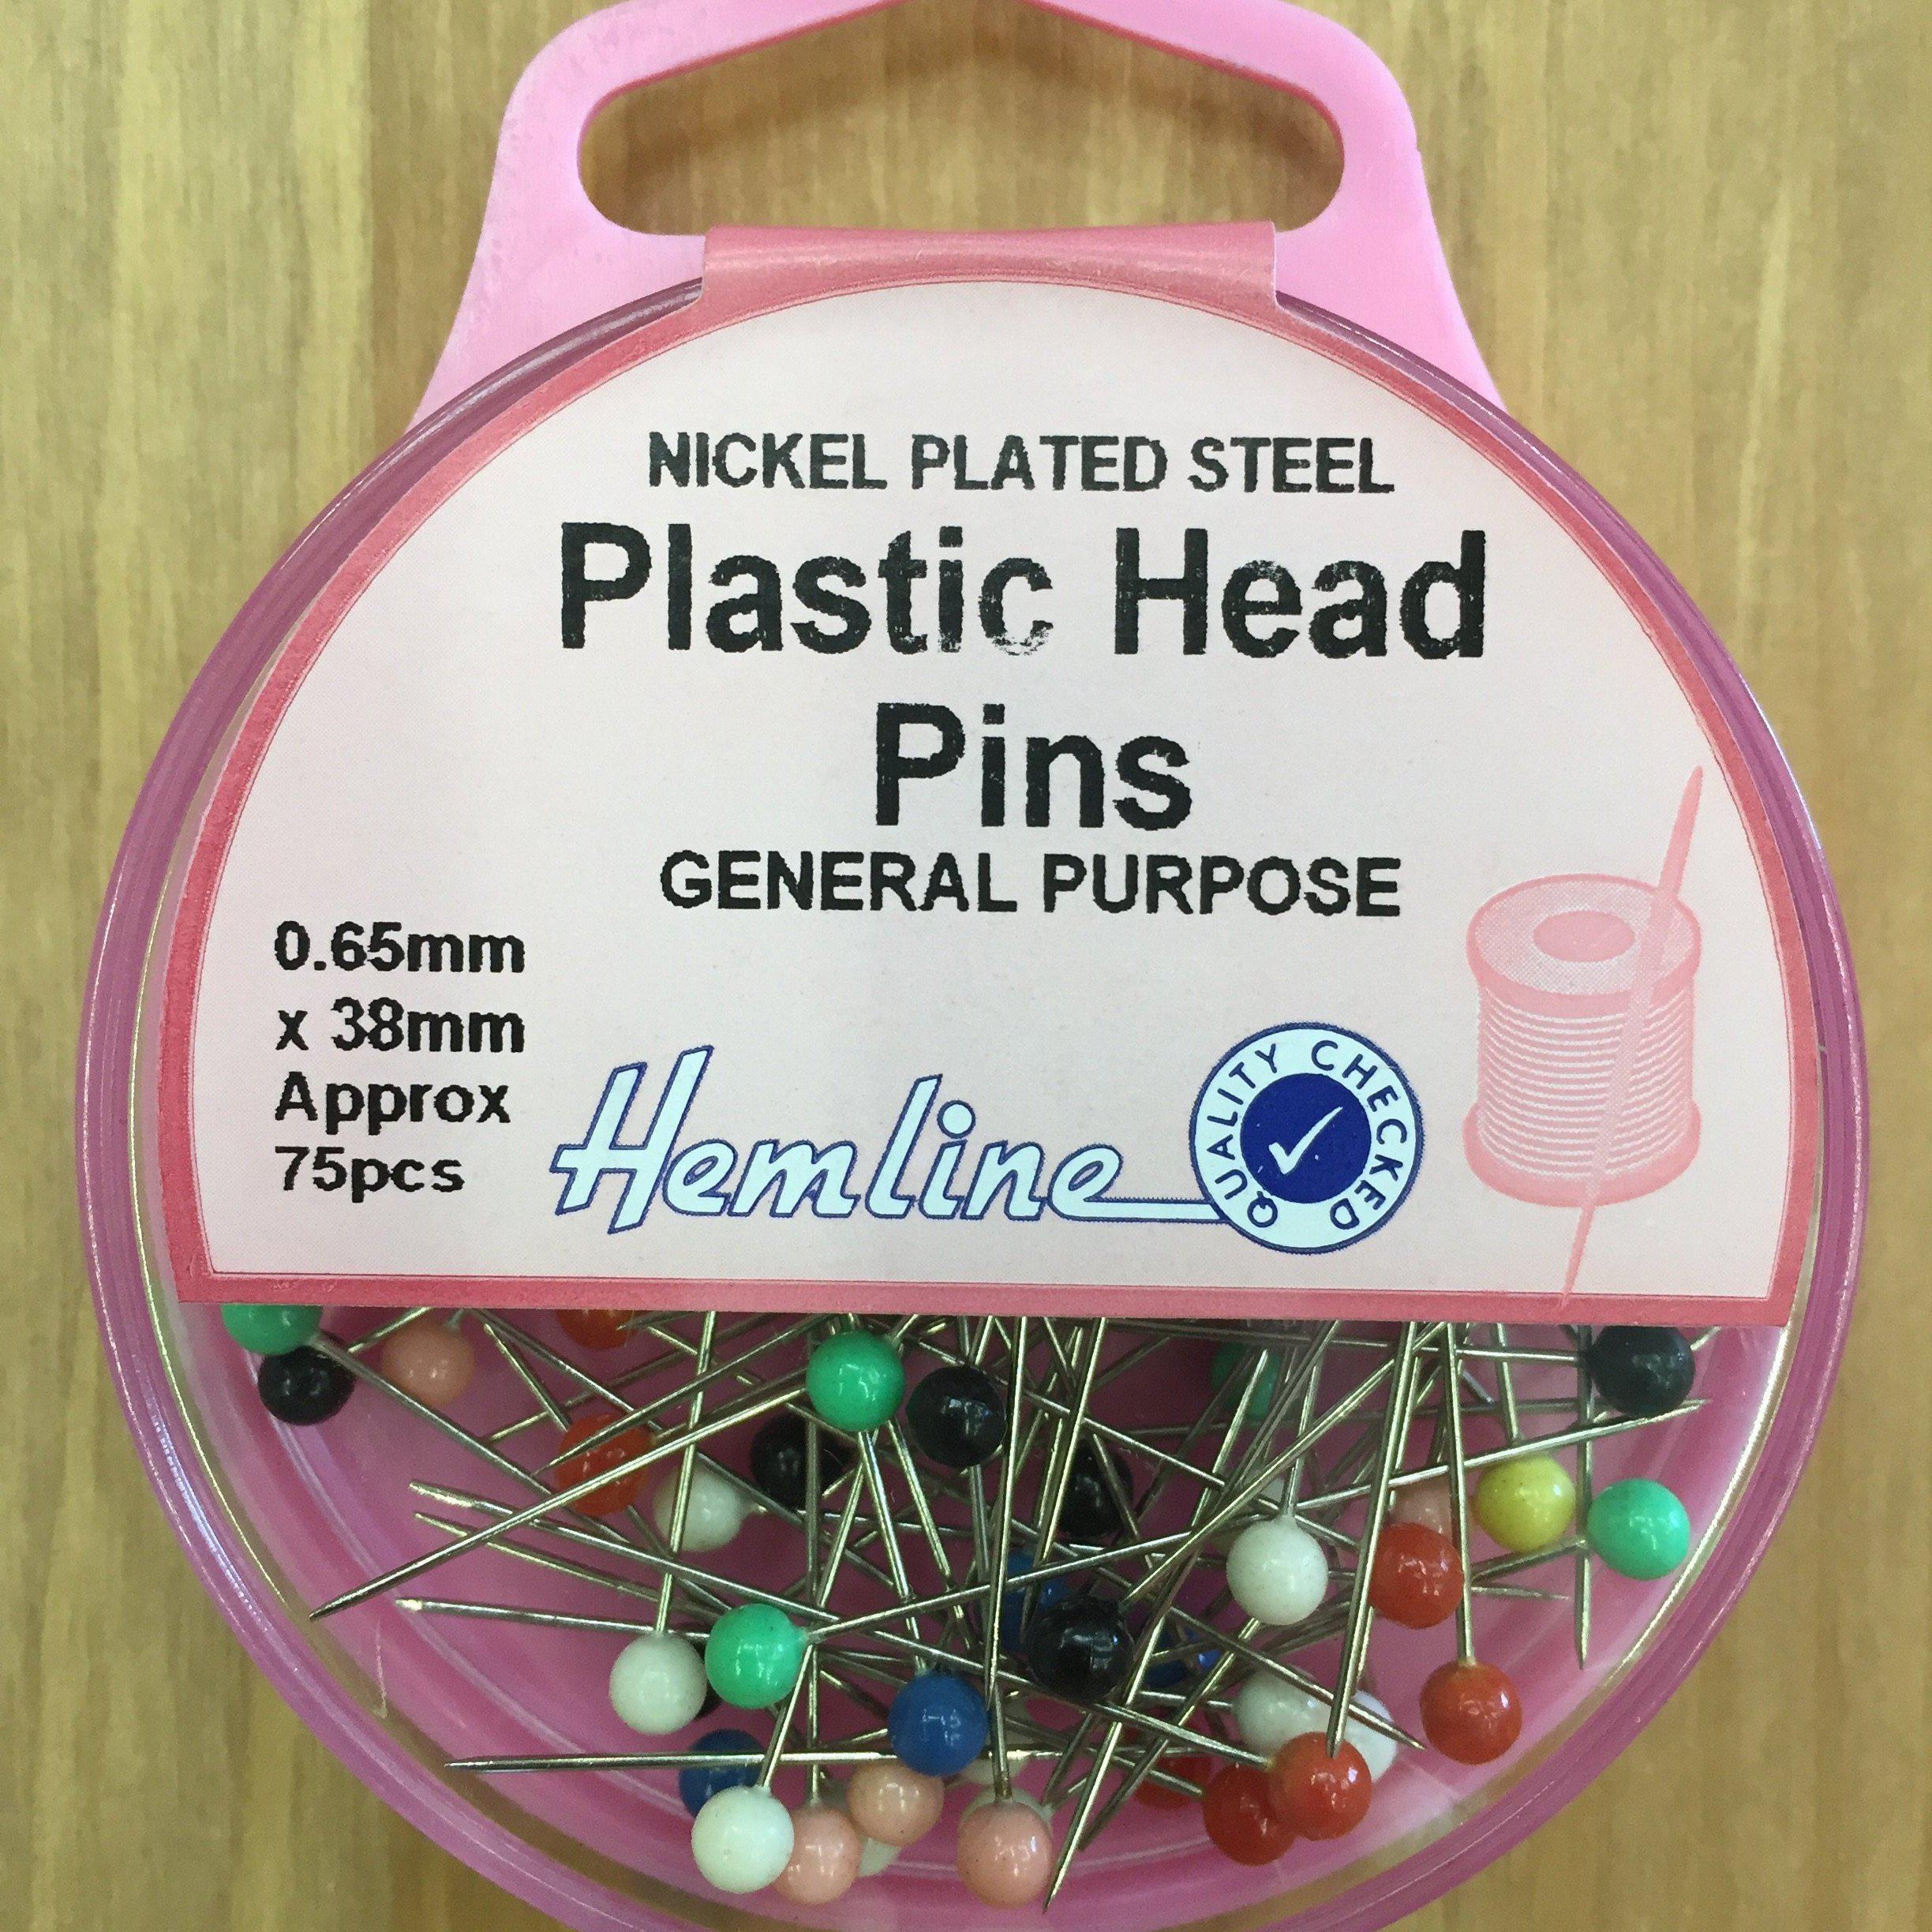 NICKEL PLATED STEEL
Plastic Head
Pins
GENERAL PURPOSE
0.65mm
x 38mm
Approx
75pcs
Hemline
QUALITY CHECKED